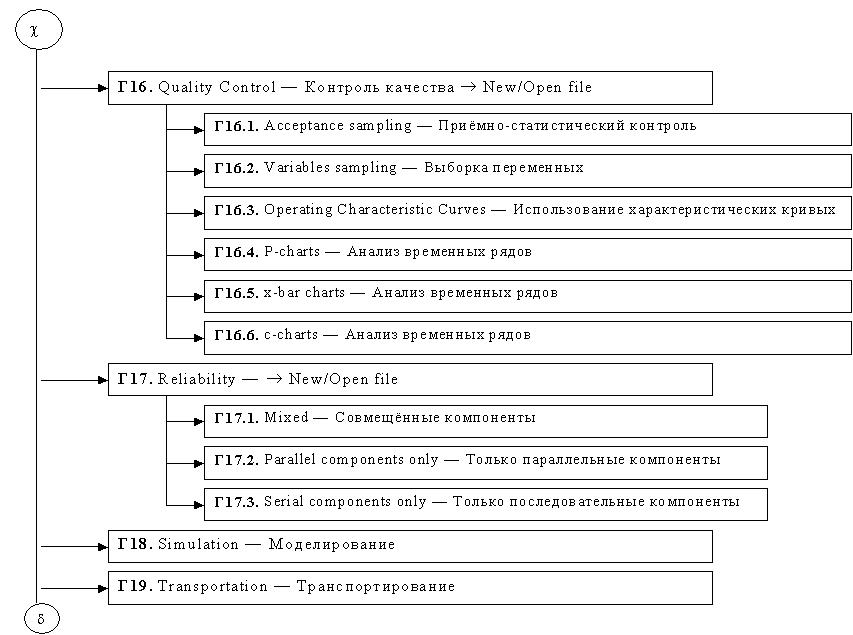 χ
Г16. Quality Control — Контроль качества → New/Open file
Г16.1. Acceptance sampling — Приёмно-статистический контроль
Г16.2. Variables sampling — Выборка переменных
Г16.3. Operating Characteristic Curves — Использование характеристических кривых
Г16.4. P-charts — Анализ временных рядов
Г16.5. x-bar charts — Анализ временных рядов
Г16.6. c-charts — Анализ временных рядов
Г17. Reliability — → New/Open file
Г17.1. Mixed — Совмещённые компоненты
Г17.2. Parallel components only — Только параллельные компоненты
Г17.3. Serial components only — Только последовательные компоненты
Г18. Simulation — Моделирование
Г19. Transportation — Транспортирование
δ